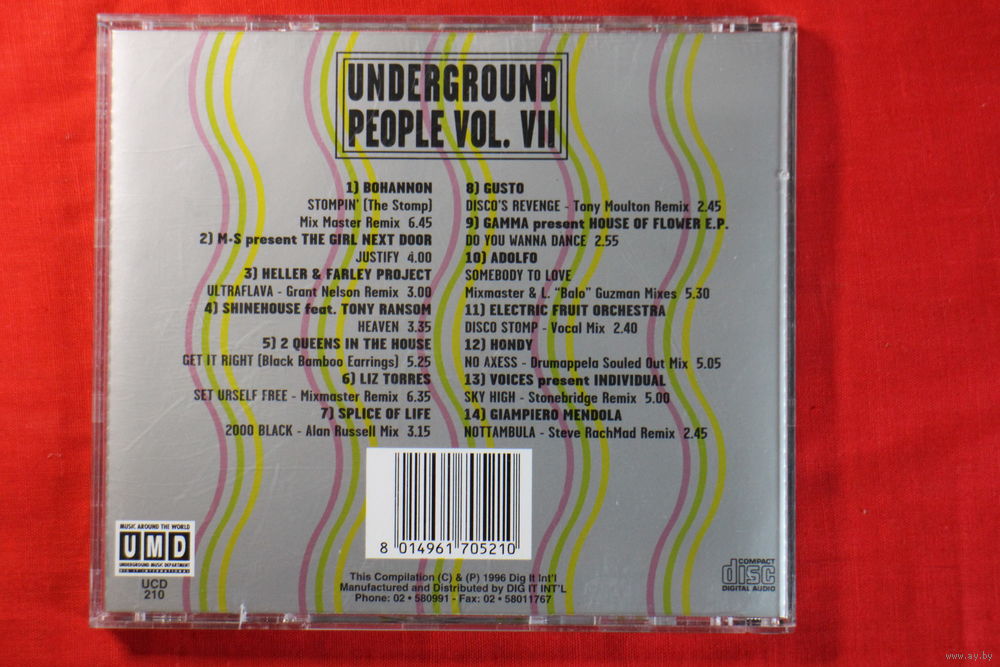 UNDERGROUND
PEOPLE VOL. VII
1) BOHANNON
STOMPIN' (The Stomp)
Mix Master Remix 6.45
2) M·S present THE GIRL NEXT DOOR
JUSTIFY 4.00
3) HELLER & FARLEY PROJECT
ULTRAFLAVA - Grant Nelson Remix 3.00
4) SHINEHOUSE feat. TONY RANSOM
HEAVEN 3.35
5) 2 QUEENS IN THE HOUSE
GET IT RIGHT (Black Bamboo Earrings) 5.25
6) LIZ TORRES
SET URSELF FREE - Mixmaster Remix 6.35
7) SPLICE OF LIFE
2000 BLACK - Alan Russell Mix 3.15
8) GUSTO
DISCO'S REVENGE - Tony Moulton Remix 2.45
9) GAMMA present HOUSE OF FLOWER E.P.
DO YOU WANNA DANCE 2.55
10) ADOLFO
SOMEBODY TO LOVE
Mixmaster & L. "Balo" Guzman Mixes 5.30
11) ELECTRIC FRUIT ORCHESTRA
DISCO STOMP - Vocal Mix 2.40
12) HONDY
NO AXESS - Drumappela Souled Out Mix 5.05
13) VOICES present INDIVIDUAL
SKY HIGH - Stonebridge Remix 5.00
14) GIAMPIERO MENDOLA
NOTTAMBULA - Steve RachMad Remix 2.45
8 014961 705210
MUSIC AROUND THE WORLD
UMD
UNDERGROUND MUSIC DEPARTMENT
DIG IT INTERNATIONAL
UCD
210
This Compilation (C) & (P) 1996 Dig It Int'l
Manufactured and Distributed by DIG IT INT'L
Phone: 02 • 580991 - Fax: 02 • 58011767
COMPACT
disc
DIGITAL AUDIO
www.ay.by